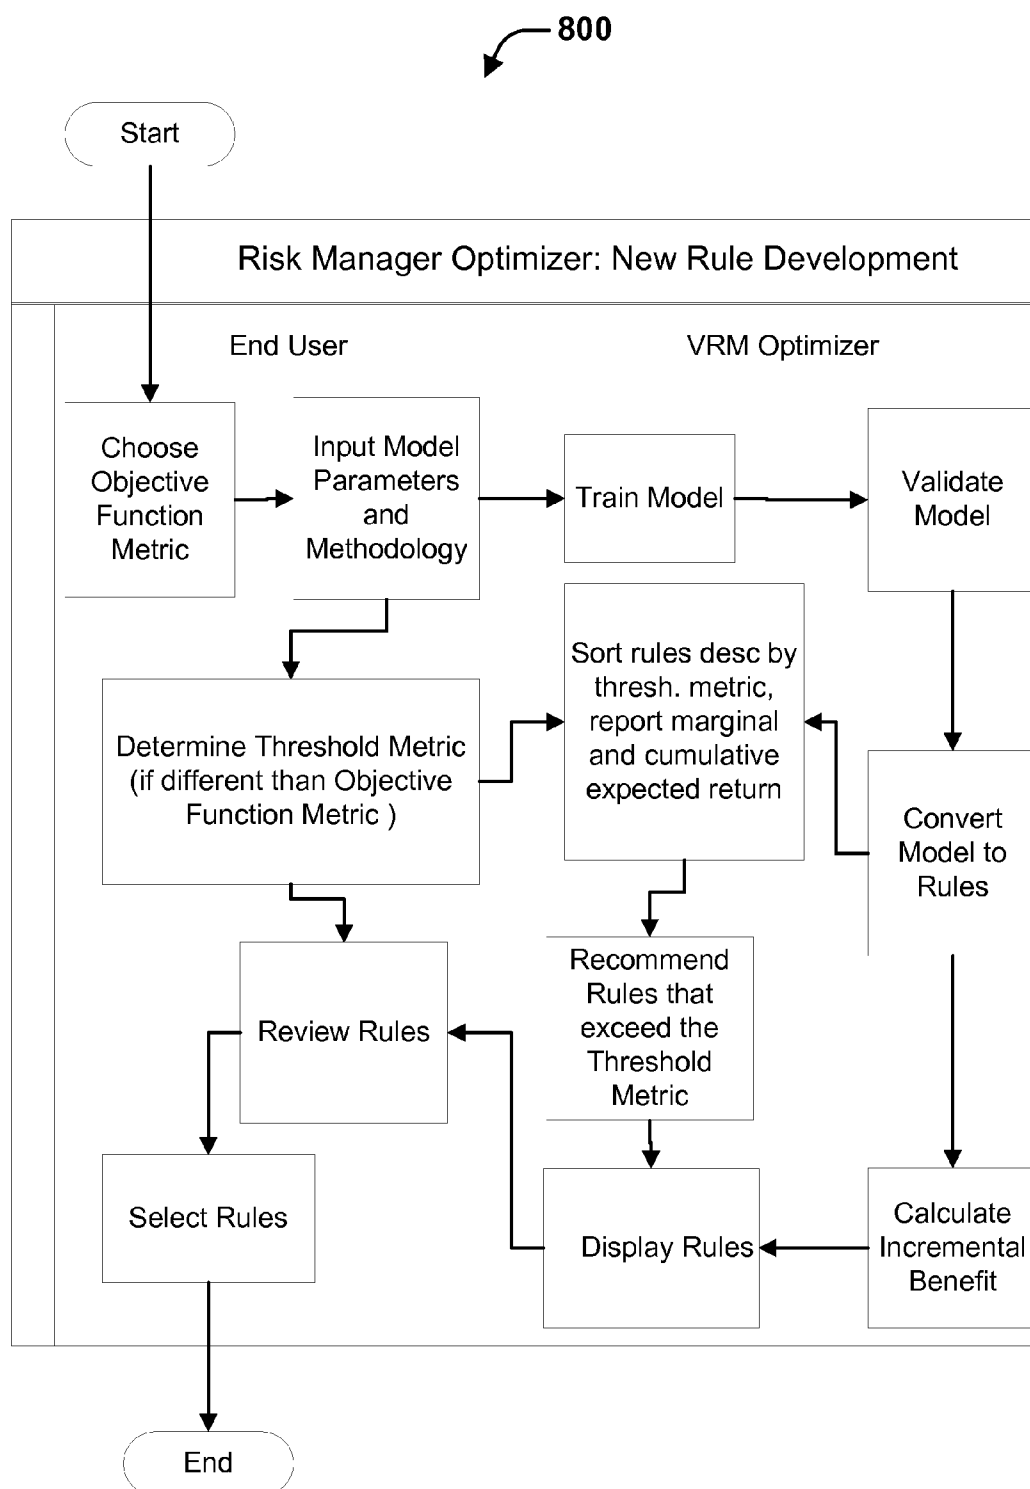 800
Start
Risk Manager Optimizer: New Rule Development
End User
VRM Optimizer
Choose
Objective
Function
Metric
Input Model
Parameters
and
Methodology
Train Model
Validate
Model
Sort rules desc by
thresh. metric,
report marginal
and cumulative
expected return
Determine Threshold Metric
(if different than Objective
Function Metric )
Convert
Model to
Rules
Recommend
Rules that
exceed the
Threshold
Metric
Review Rules
Select Rules
Display Rules
Calculate
Incremental
Benefit
End